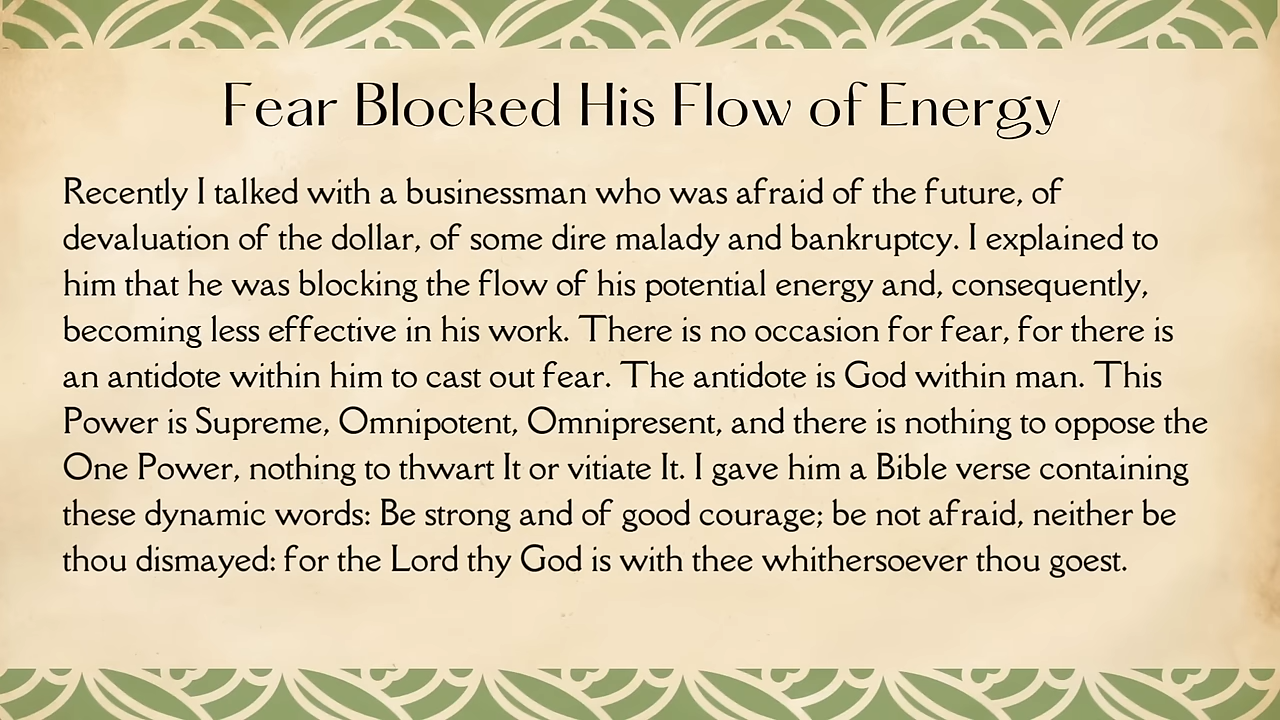 Fear Blocked His Flow of Energy
Recently I talked with a businessman who was afraid of the future, of
devaluation of the dollar, of some dire malady and bankruptcy. I explained to
him that he was blocking the flow of his potential energy and, consequently,
becoming less effective in his work. There is no occasion for fear, for there is
an antidote within him to cast out fear. The antidote is God within man. This
Power is Supreme, Omnipotent, Omnipresent, and there is nothing to oppose the
One Power, nothing to thwart It or vitiate It. I gave him a Bible verse containing
these dynamic words: Be strong and of good courage; be not afraid, neither be
thou dismayed: for the Lord thy God is with thee whithersoever thou goest.